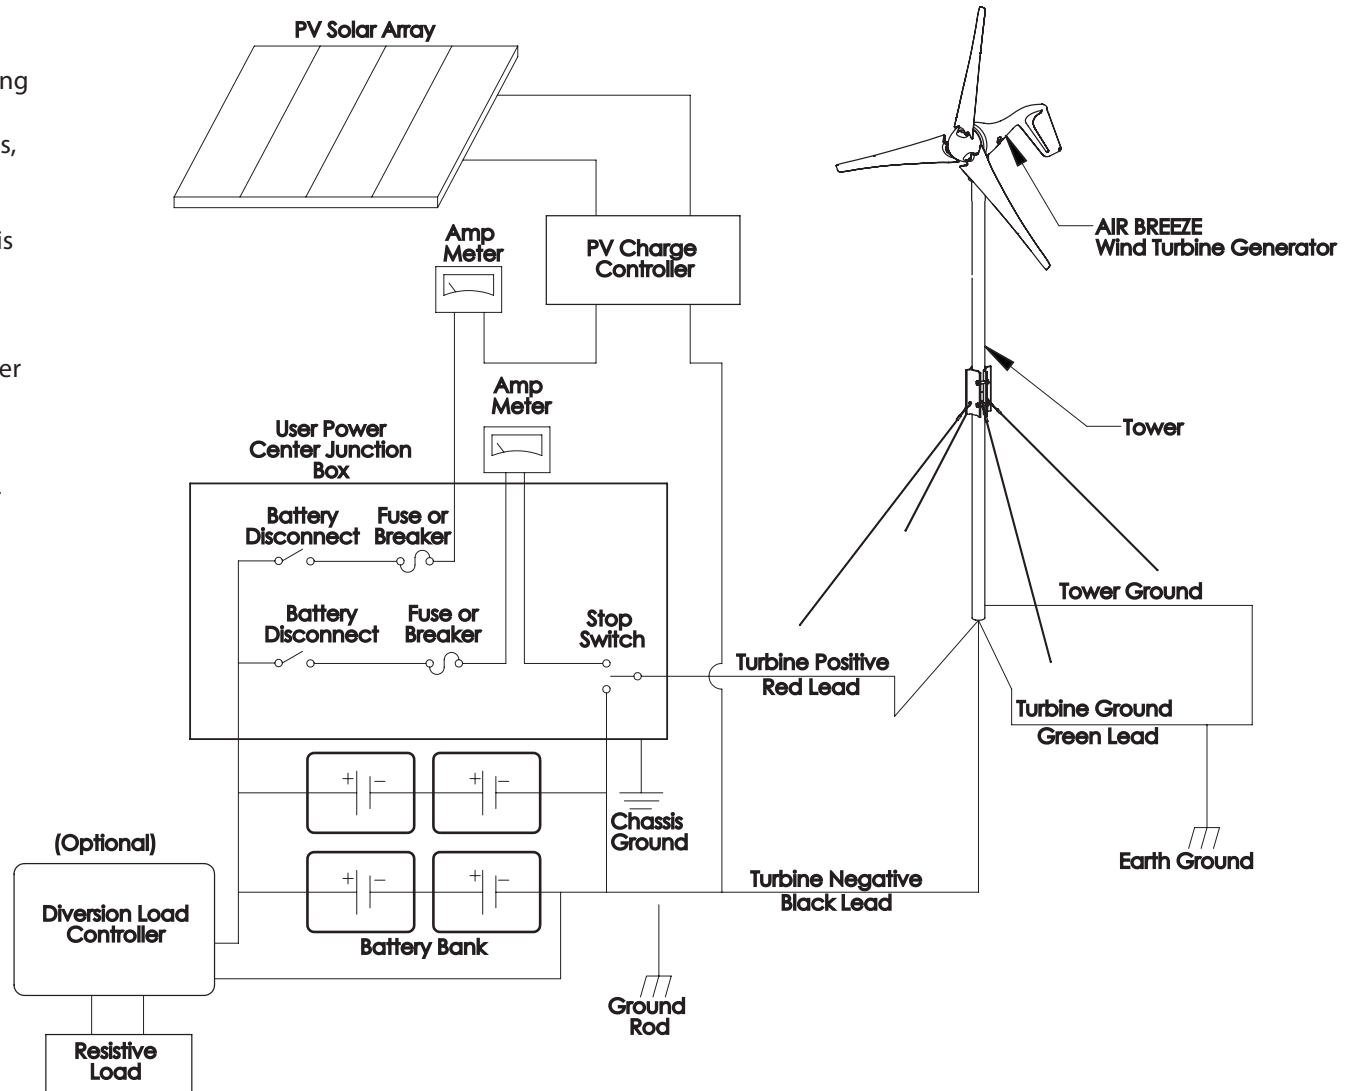 ing
s,
is
er
PV Solar Array
Amp
Meter
PV Charge
Controller
AIR BREEZE
Wind Turbine Generator
Amp
Meter
Tower
User Power
Center Junction
Box
Battery
Disconnect
Fuse or
Breaker
Battery
Disconnect
Fuse or
Breaker
Stop
Switch
Tower Ground
Turbine Positive
Red Lead
Turbine Ground
Green Lead
+ −
+ −
Chassis
Ground
Earth Ground
(Optional)
Diversion Load
Controller
+ −
+ −
Battery Bank
Turbine Negative
Black Lead
Ground
Rod
Resistive
Load